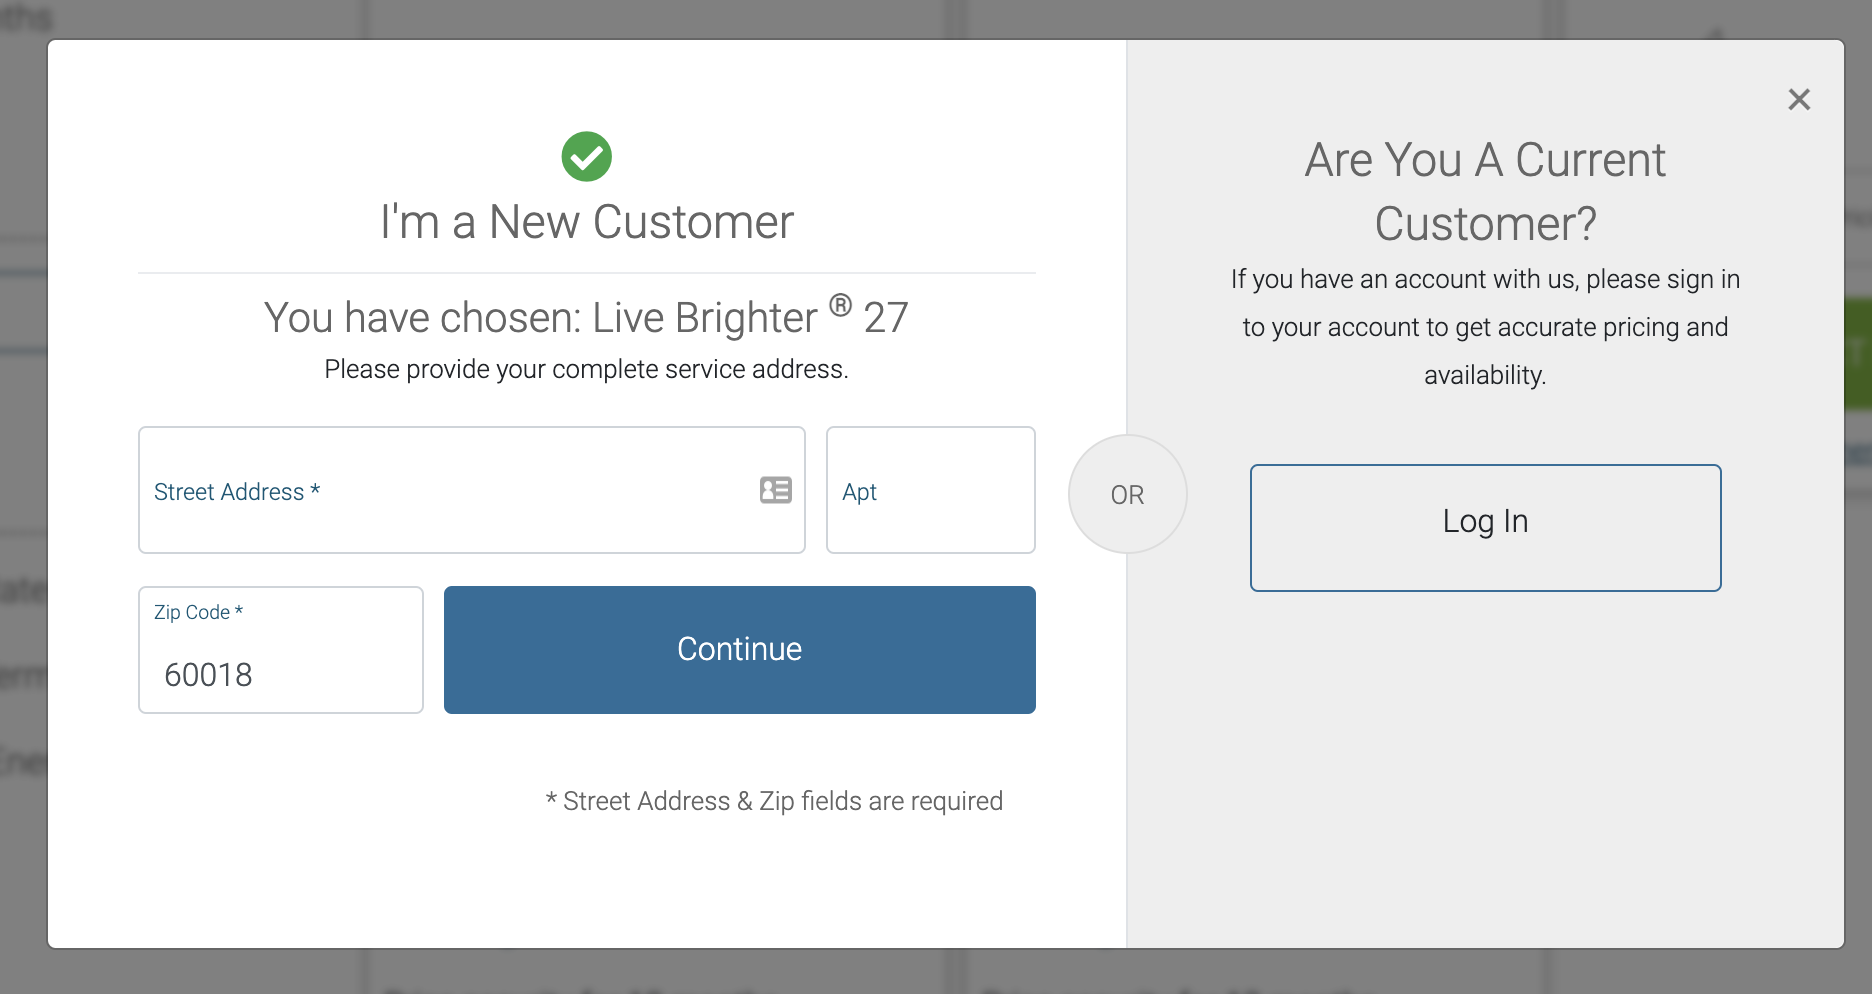 I'm a New Customer
You have chosen: Live Brighter ® 27
Please provide your complete service address.
Street Address *
Apt
Zip Code *
60018
Continue
* Street Address & Zip fields are required
OR
Are You A Current
Customer?
If you have an account with us, please sign in
to your account to get accurate pricing and
availability.
Log In